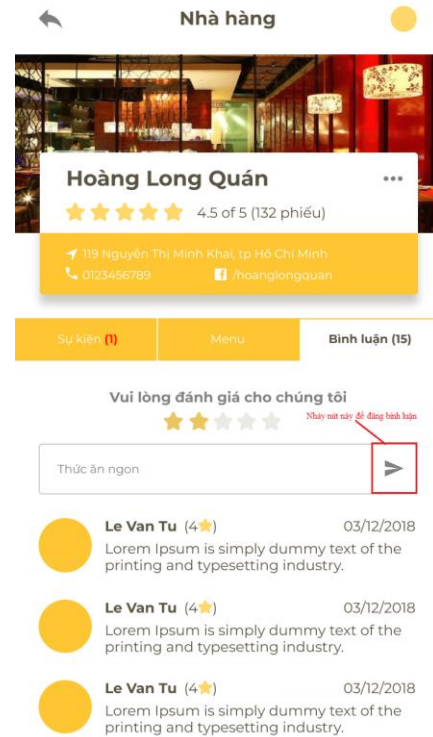 Nhà hàng
Hoàng Long Quán
4.5 of 5 (132 phiếu)
119 Nguyễn Thị Minh Khai, tp Hồ Chí Minh
0123456789 /hoanglongquan
Sự kiện (1) Menu Bình luận (15)
Vui lòng đánh giá cho chúng tôi
Nháy nút này để đăng bình luận
Thức ăn ngon
Le Van Tu (4) 03/12/2018
Lorem Ipsum is simply dummy text of the
printing and typesetting industry.
Le Van Tu (4) 03/12/2018
Lorem Ipsum is simply dummy text of the
printing and typesetting industry.
Le Van Tu (4) 03/12/2018
Lorem Ipsum is simply dummy text of the
printing and typesetting industry.